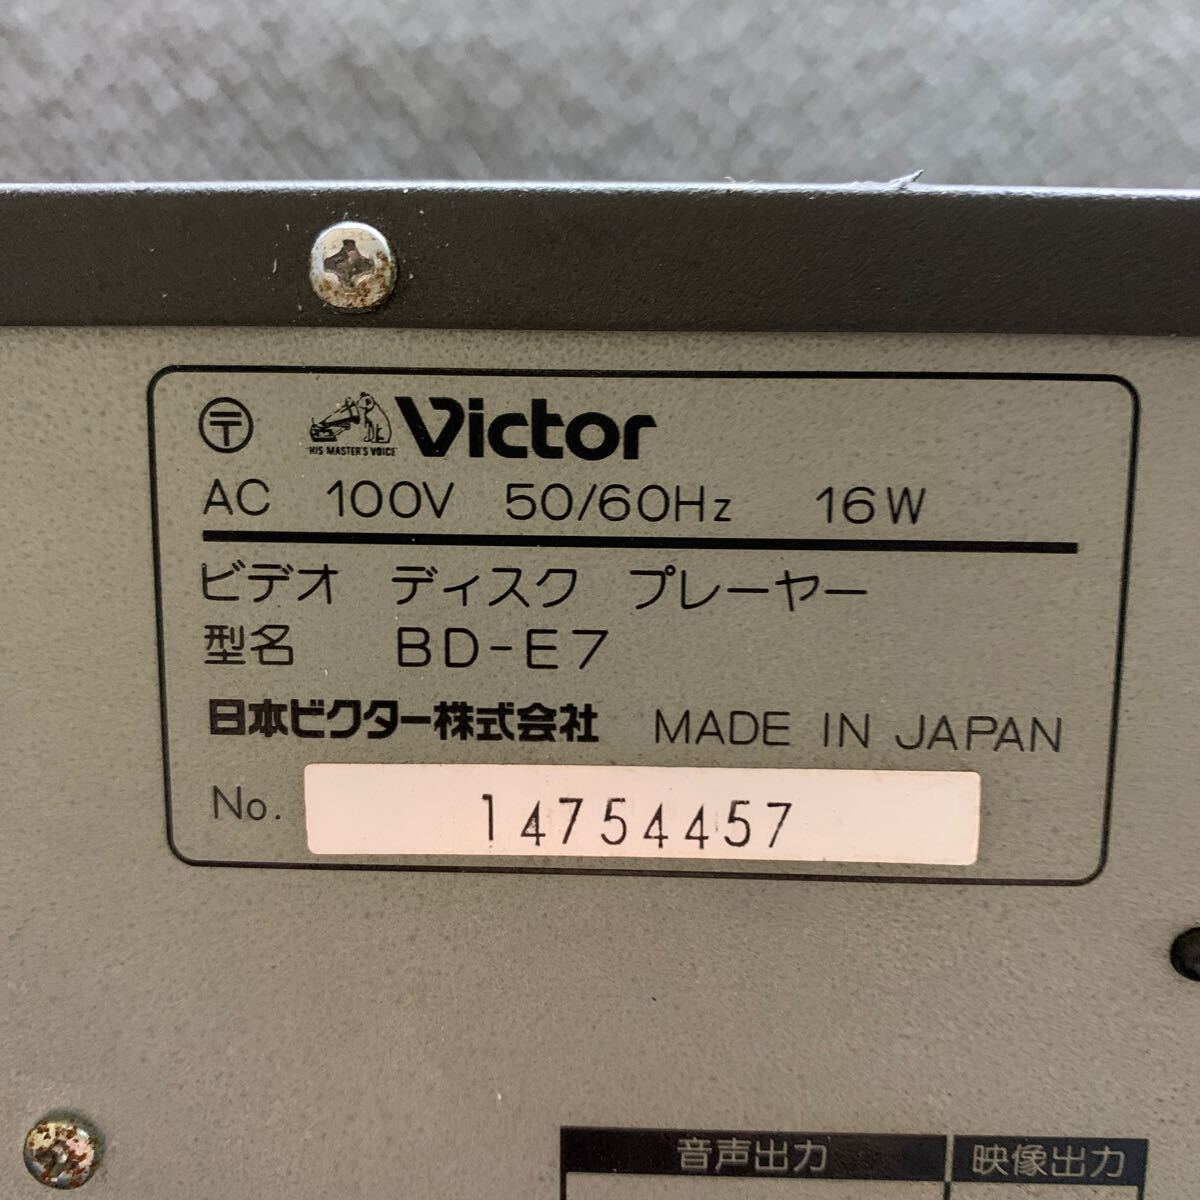 〒 "HIS MASTER'S VOICE" Victor
AC 100V 50/60Hz 16W
ビデオ ディスク プレーヤー
型名 BD-E7
日本ビクター株式会社 MADE IN JAPAN
No. 14754457
音声出力 映像出力